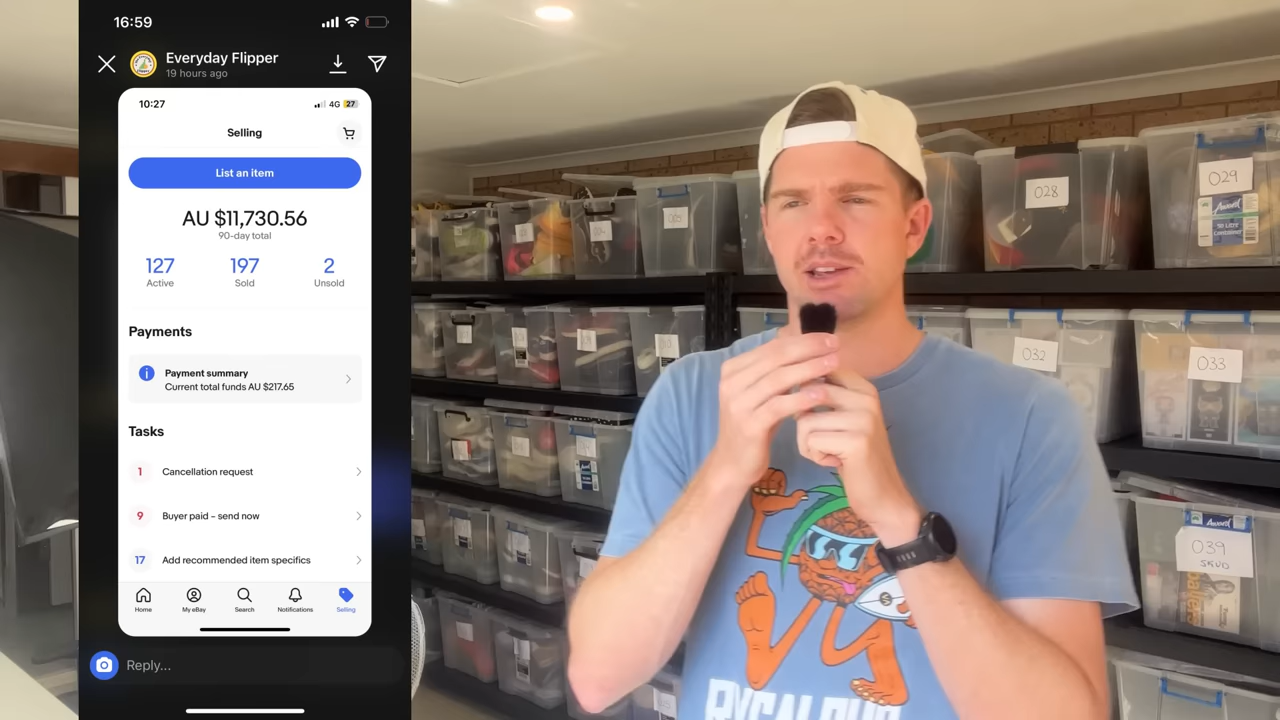 16:59
Everyday Flipper
19 hours ago
10:27
4G 27
Selling
List an item
AU $11,730.56
90-day total
127 197 2
Active Sold Unsold
Payments
Payment summary
Current total funds AU $217.65
Tasks
1 Cancellation request
9 Buyer paid – send now
17 Add recommended item specifics
Home My eBay Search Notifications Selling
Reply...
028
029
Award
032
033
Award
039